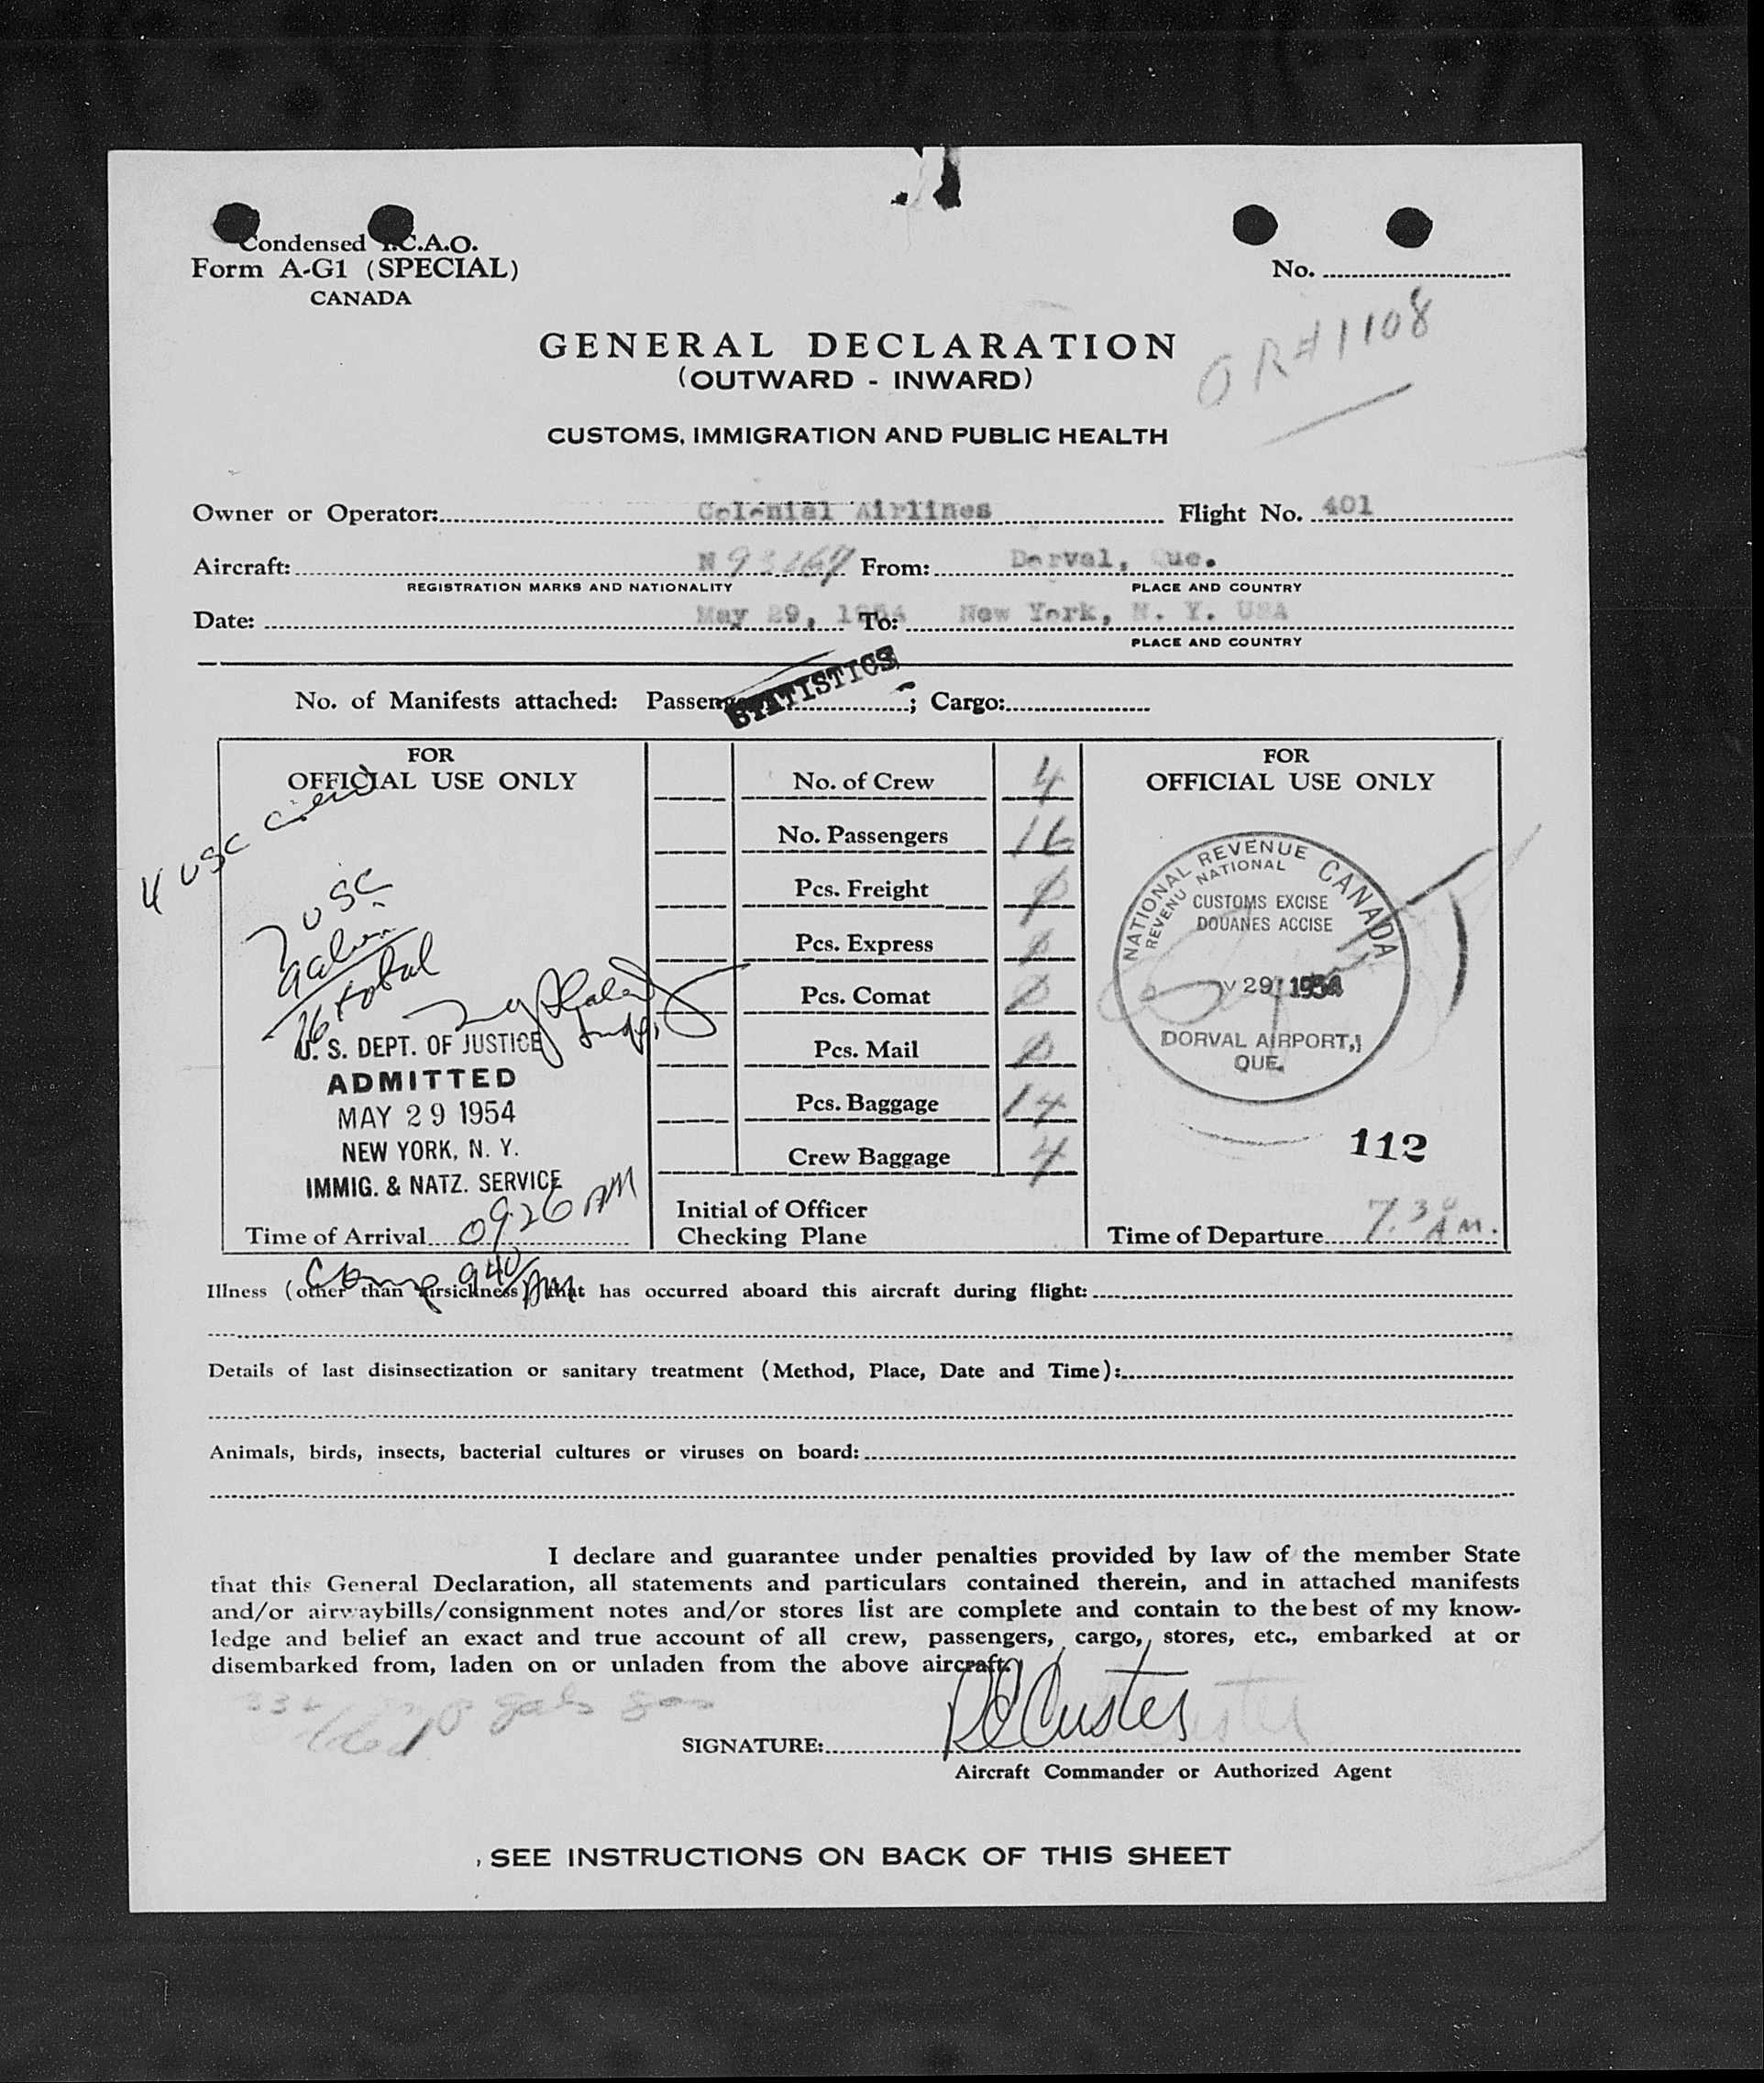 Condensed I.C.A.O.
Form A-G1 (SPECIAL)
CANADA
No.
OR#1108
GENERAL DECLARATION
(OUTWARD - INWARD)
CUSTOMS, IMMIGRATION AND PUBLIC HEALTH
Owner or Operator: Colonial Airlines Flight No. 401
Aircraft: N From: Dorval, Que.
REGISTRATION MARKS AND NATIONALITY PLACE AND COUNTRY
Date: May 29, 1954 To: New York, N. Y. USA
PLACE AND COUNTRY
STATISTICS
No. of Manifests attached: Passenger ; Cargo:
FOR
OFFICIAL USE ONLY
4 USC crew
7 USC
9 alien
16 total
U. S. DEPT. OF JUSTICE
ADMITTED
MAY 29 1954
NEW YORK, N. Y.
IMMIG. & NATZ. SERVICE
Time of Arrival 0926 AM
No. of Crew 4
No. Passengers 16
Pcs. Freight 0
Pcs. Express 0
Pcs. Comat 0
Pcs. Mail 0
Pcs. Baggage 14
Crew Baggage 4
Initial of Officer
Checking Plane
FOR
OFFICIAL USE ONLY
NATIONAL REVENUE CANADA
REVENU NATIONAL
CUSTOMS EXCISE
DOUANES ACCISE
29 1954
DORVAL AIRPORT,
QUE.
112
Time of Departure 7.30 AM.
940 AM
Illness (other than airsickness) that has occurred aboard this aircraft during flight:
Details of last disinsectization or sanitary treatment (Method, Place, Date and Time):
Animals, birds, insects, bacterial cultures or viruses on board:
I declare and guarantee under penalties provided by law of the member State
that this General Declaration, all statements and particulars contained therein, and in attached manifests
and/or airwaybills/consignment notes and/or stores list are complete and contain to the best of my know-
ledge and belief an exact and true account of all crew, passengers, cargo, stores, etc., embarked at or
disembarked from, laden on or unladen from the above aircraft.
gals gas
SIGNATURE: R E Custer
Aircraft Commander or Authorized Agent
SEE INSTRUCTIONS ON BACK OF THIS SHEET